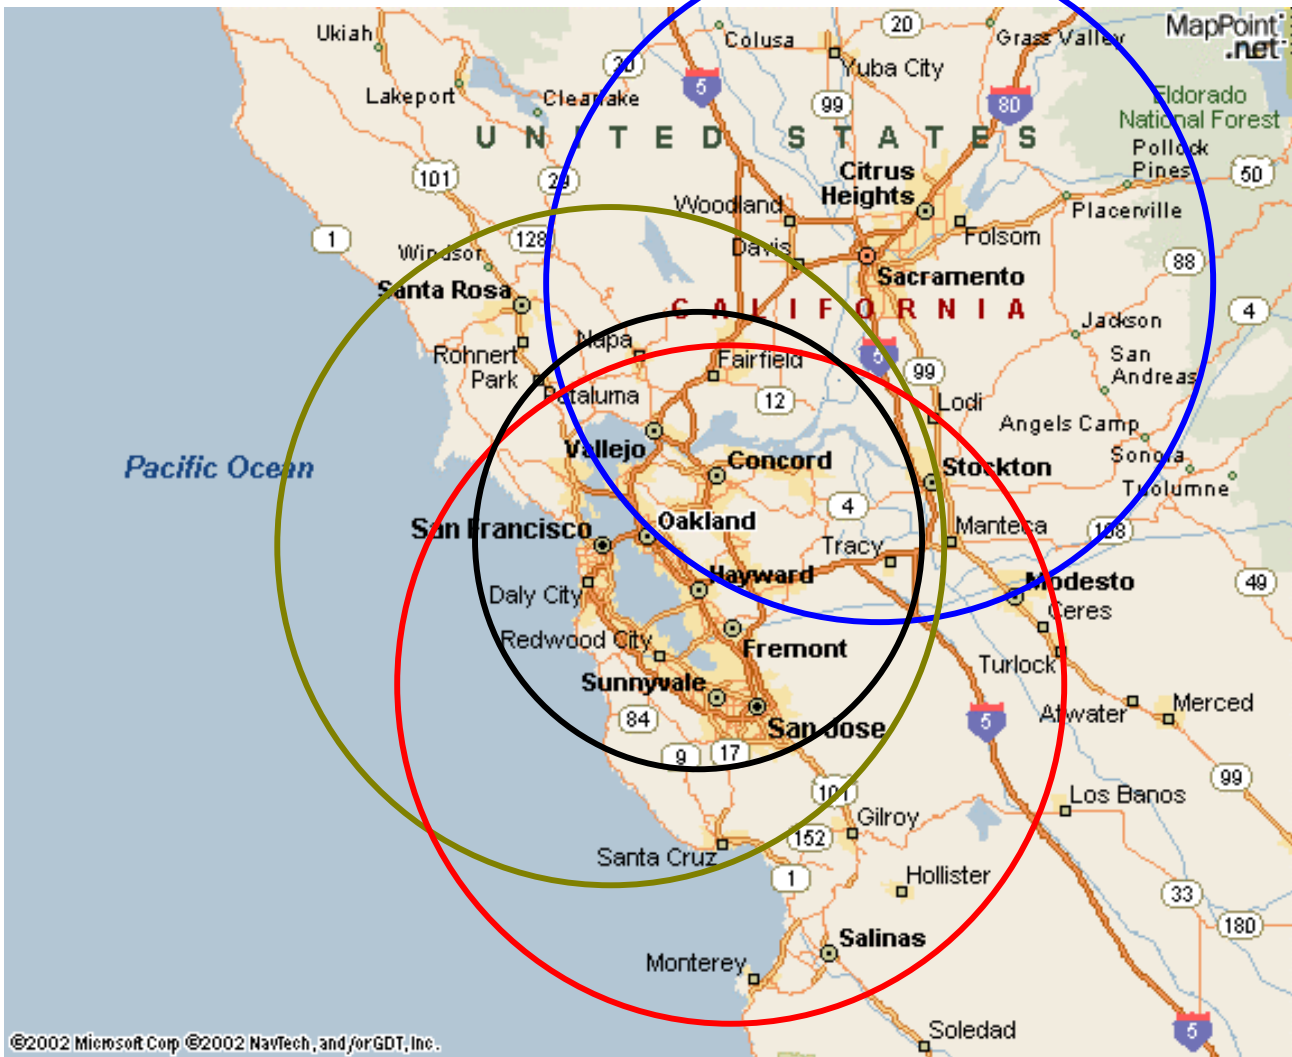 MapPoint
.net
Ukiah
Colusa
20
Grass Valley
Yuba City
20
5
Lakeport
Clearlake
99
80
Eldorado
National Forest
UNITED STATES
Pollock
Pines
Citrus
Heights
101
29
50
Woodland
Placerville
1
128
Davis
Folsom
Windsor
88
Sacramento
Santa Rosa
CALIFORNIA
4
Jackson
Napa
Rohnert
Park
Fairfield
5
99
San
Andreas
Petaluma
12
Lodi
Angels Camp
Vallejo
Pacific Ocean
Concord
Stockton
Sonora
Tuolumne
4
San Francisco
Oakland
Manteca
108
Tracy
Hayward
Modesto
49
Daly City
Ceres
Redwood City
Fremont
Turlock
Sunnyvale
84
San Jose
5
Atwater
Merced
9
17
99
101
Los Banos
Gilroy
152
Santa Cruz
1
Hollister
33
180
Salinas
Monterey
Soledad
5
©2002 Microsoft Corp ©2002 NavTech, and/or GDT, Inc.